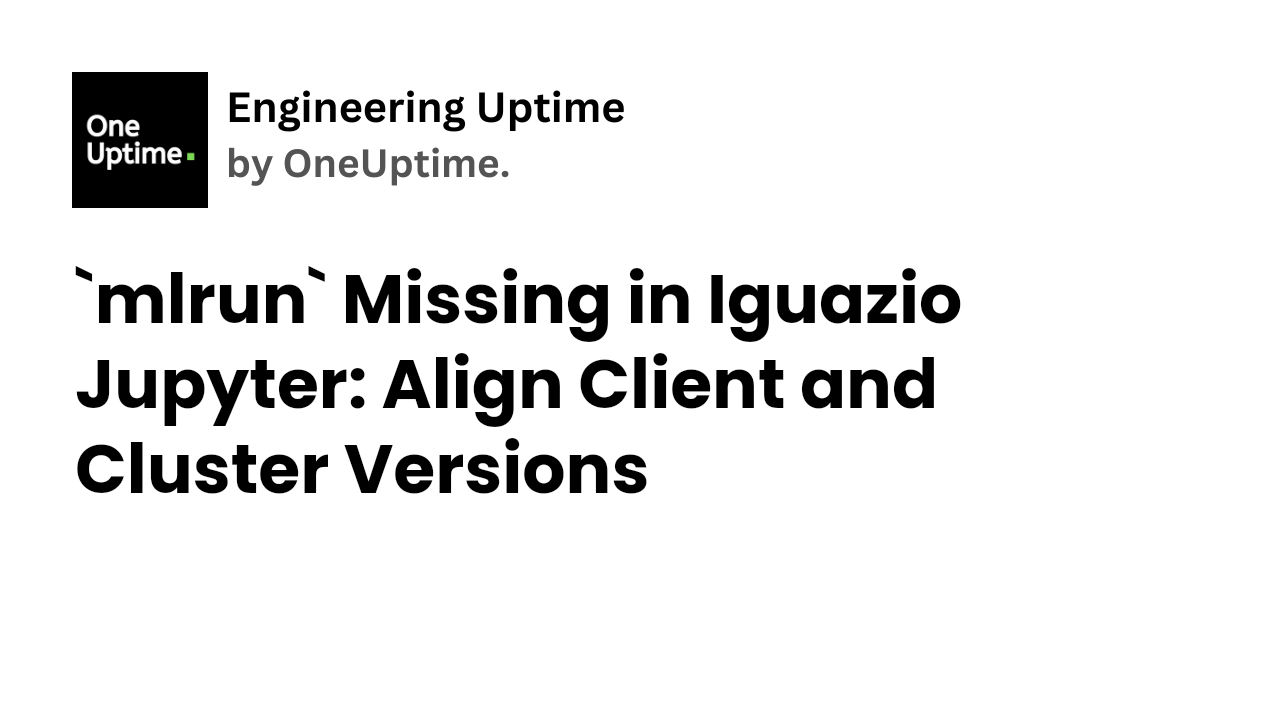 One
Uptime
Engineering Uptime
by OneUptime.
`mlrun` Missing in Iguazio
Jupyter: Align Client and
Cluster Versions